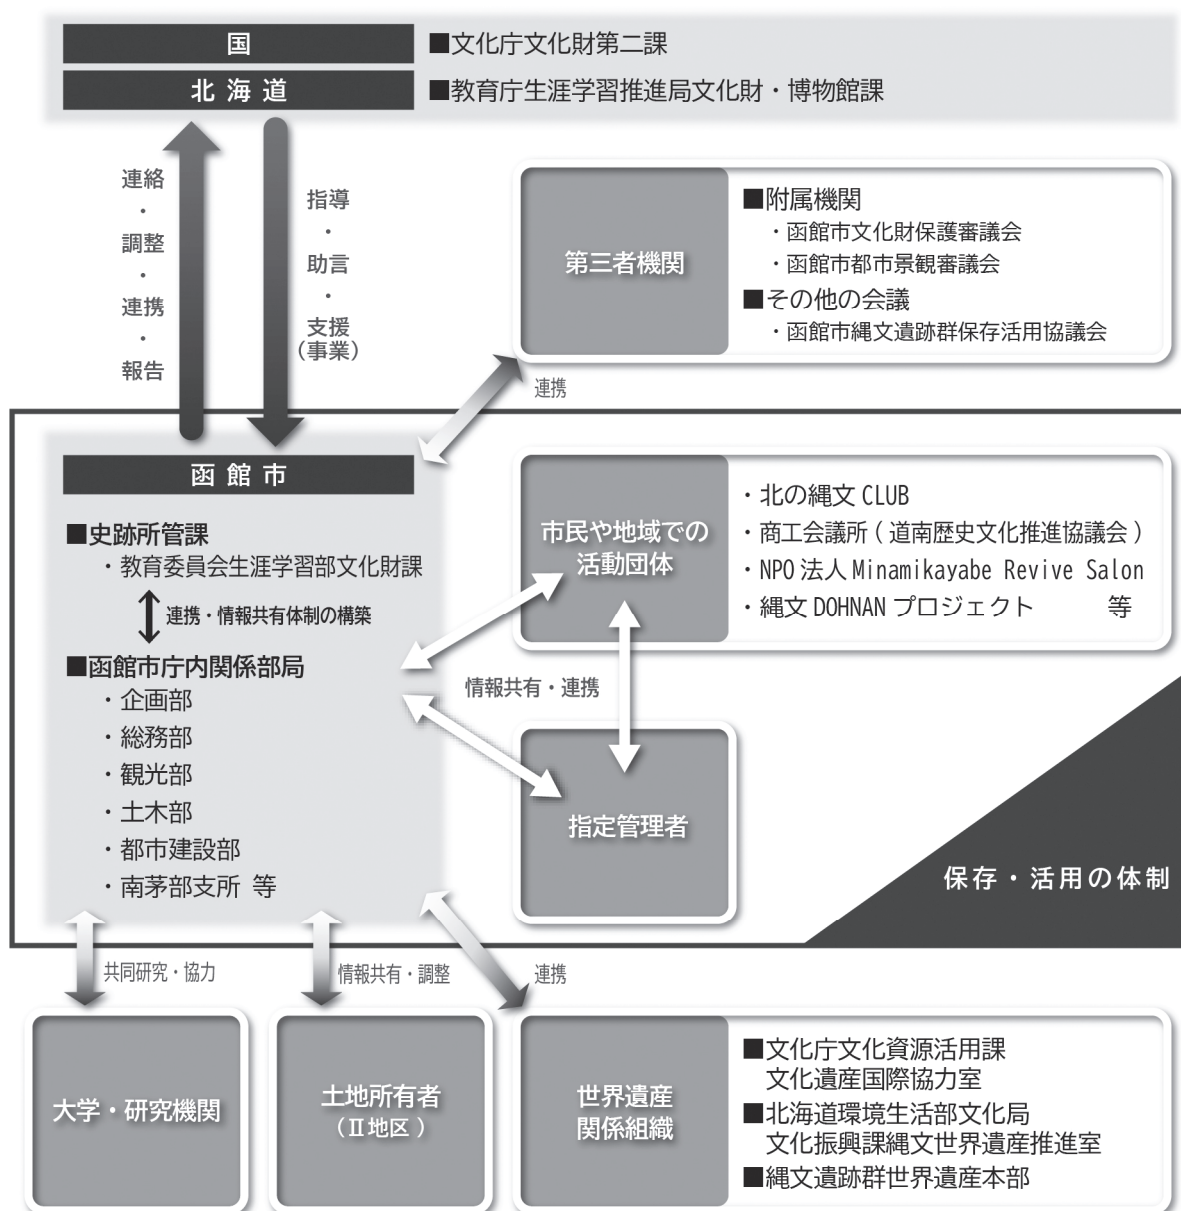 国
■文化庁文化財第二課
北海道
■教育庁生涯学習推進局文化財・博物館課
連絡・調整・連携・報告
指導・助言・支援
（事業）
第三者機関
■附属機関
・函館市文化財保護審議会
・函館市都市景観審議会
■その他の会議
・函館市縄文遺跡群保存活用協議会
連携
函館市
■史跡所管課
・教育委員会生涯学習部文化財課
連携・情報共有体制の構築
■函館市庁内関係部局
・企画部
・総務部
・観光部
・土木部
・都市建設部
・南茅部支所 等
市民や地域での
活動団体
・北の縄文 CLUB
・商工会議所（道南歴史文化推進協議会）
・NPO 法人 Minamikayabe Revive Salon
・縄文 DOHNAN プロジェクト 等
情報共有・連携
指定管理者
保存・活用の体制
共同研究・協力
情報共有・調整
連携
大学・研究機関
土地所有者
（Ⅱ地区）
世界遺産
関係組織
■文化庁文化資源活用課
文化遺産国際協力室
■北海道環境生活部文化局
文化振興課縄文世界遺産推進室
■縄文遺跡群世界遺産本部